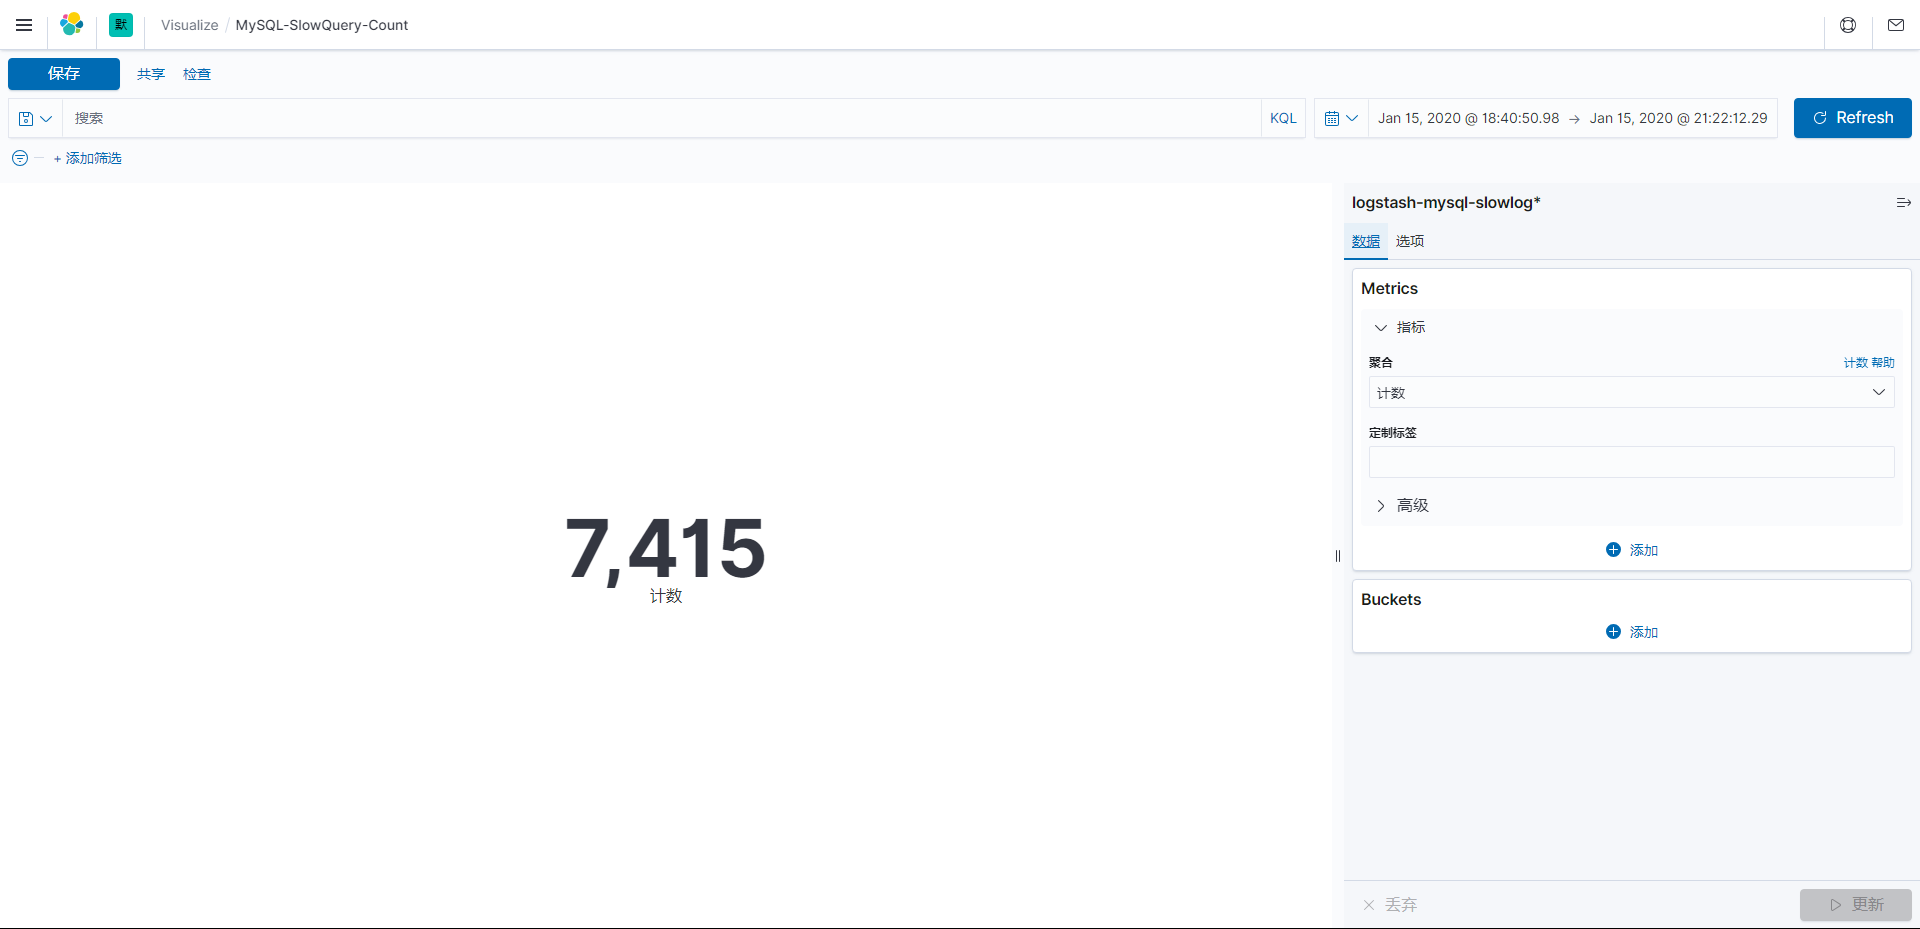 默 Visualize / MySQL-SlowQuery-Count
保存 共享 检查
搜索 KQL Jan 15, 2020 @ 18:40:50.98 → Jan 15, 2020 @ 21:22:12.29 Refresh
+ 添加筛选
7,415
计数
logstash-mysql-slowlog*
数据 选项
Metrics
指标
聚合 计数 帮助
计数
定制标签
高级
添加
Buckets
添加
丢弃 更新